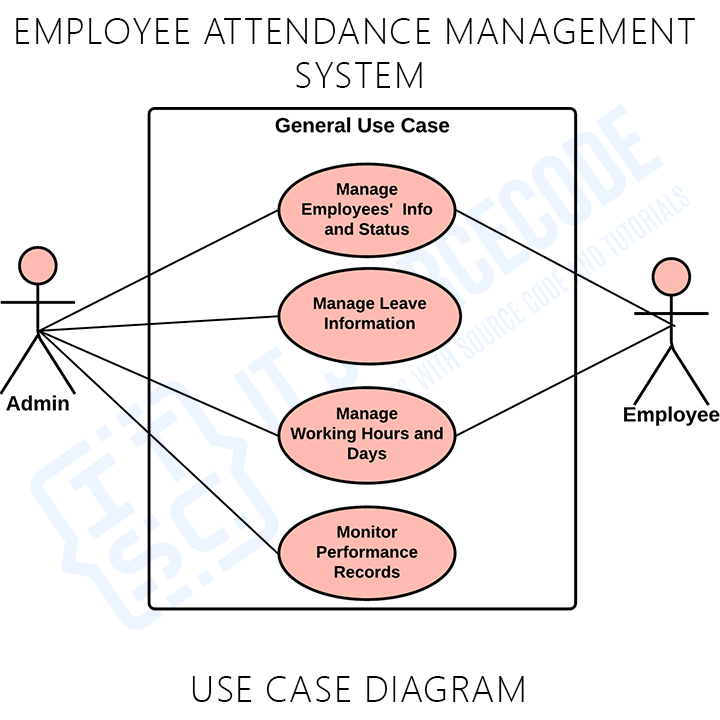 EMPLOYEE ATTENDANCE MANAGEMENT
SYSTEM
General Use Case
Manage
Employees'  Info
and Status
Manage Leave
Information
Manage
Working Hours and
Days
Monitor
Performance
Records
Admin
Employee
IT SOURCECODE
WITH SOURCE CODE AND TUTORIALS
ITSC
USE CASE DIAGRAM